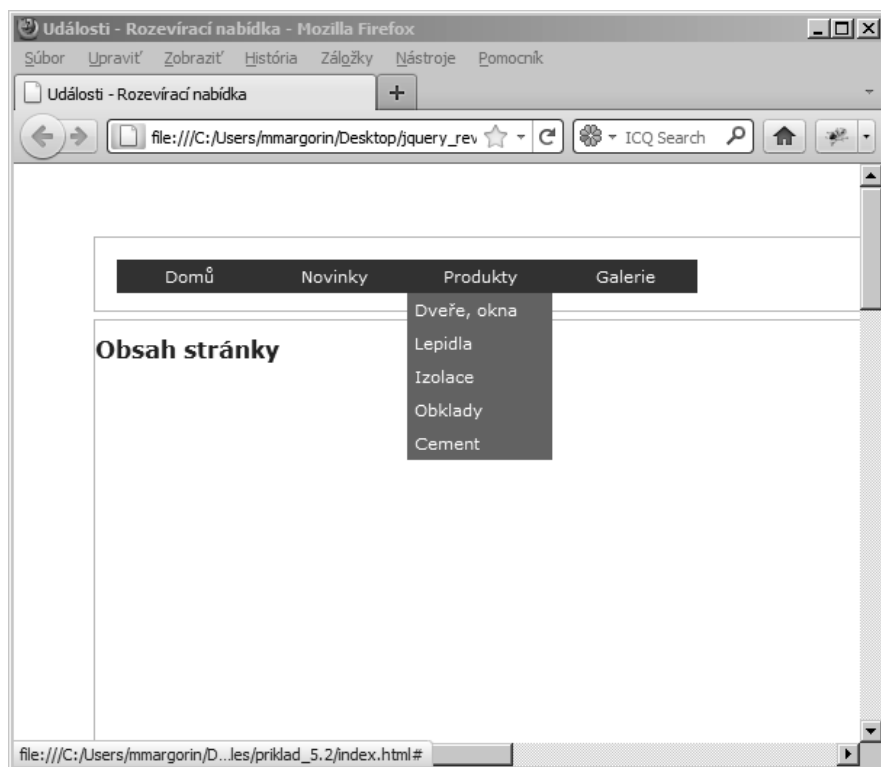 Události - Rozevírací nabídka - Mozilla Firefox
Súbor Upraviť Zobraziť História Záložky Nástroje Pomocník
Události - Rozevírací nabídka
file:///C:/Users/mmargorin/Desktop/jquery_rev
ICQ Search
Domů Novinky Produkty Galerie
Dveře, okna
Lepidla
Izolace
Obklady
Cement
Obsah stránky
file:///C:/Users/mmargorin/D...les/priklad_5.2/index.html#